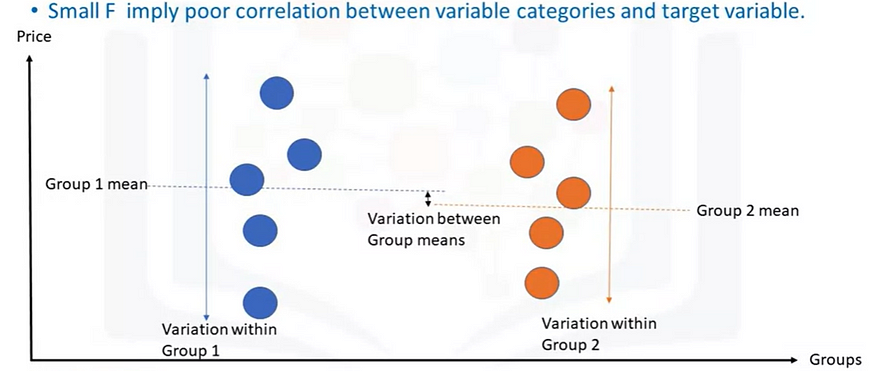 • Small F imply poor correlation between variable categories and target variable.
Price
Group 1 mean
Variation between
Group means
Group 2 mean
Variation within
Group 1
Variation within
Group 2
Groups